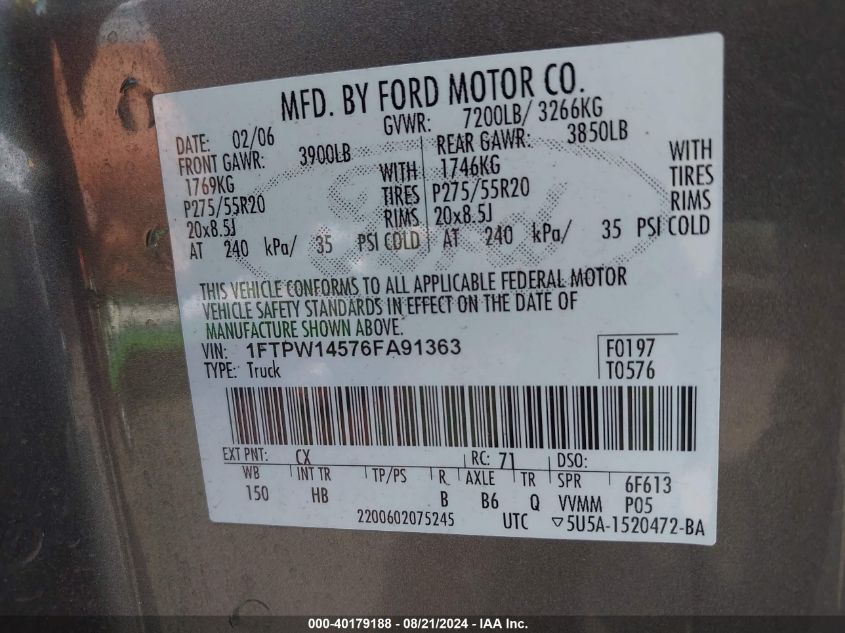 MFD. BY FORD MOTOR CO.
DATE: 02/06 GVWR: 7200LB/ 3266KG
FRONT GAWR: 3900LB REAR GAWR: 3850LB
1769KG WITH 1746KG WITH
P275/55R20 TIRES P275/55R20 TIRES
20x8.5J RIMS 20x8.5J RIMS
AT 240 kPa/ 35 PSI COLD AT 240 kPa/ 35 PSI COLD
Ford
THIS VEHICLE CONFORMS TO ALL APPLICABLE FEDERAL MOTOR
VEHICLE SAFETY STANDARDS IN EFFECT ON THE DATE OF
MANUFACTURE SHOWN ABOVE.
VIN: 1FTPW14576FA91363 F0197
TYPE: Truck T0576
EXT PNT: CX RC: 71 DSO:
WB INT TR TP/PS R AXLE TR SPR 6F613
150 HB B B6 Q VVMM P05
2200602075245 UTC ▽5U5A-1520472-BA
000-40179188 - 08/21/2024 - IAA Inc.